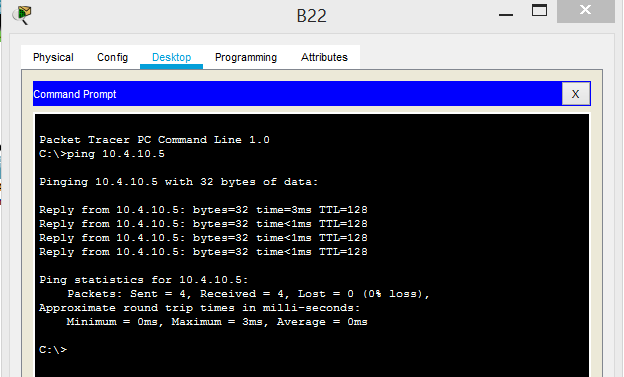 B22
Physical Config Desktop Programming Attributes
Command Prompt X
Packet Tracer PC Command Line 1.0
C:\>ping 10.4.10.5
Pinging 10.4.10.5 with 32 bytes of data:
Reply from 10.4.10.5: bytes=32 time=3ms TTL=128
Reply from 10.4.10.5: bytes=32 time<1ms TTL=128
Reply from 10.4.10.5: bytes=32 time<1ms TTL=128
Reply from 10.4.10.5: bytes=32 time<1ms TTL=128
Ping statistics for 10.4.10.5:
Packets: Sent = 4, Received = 4, Lost = 0 (0% loss),
Approximate round trip times in milli-seconds:
Minimum = 0ms, Maximum = 3ms, Average = 0ms
C:\>